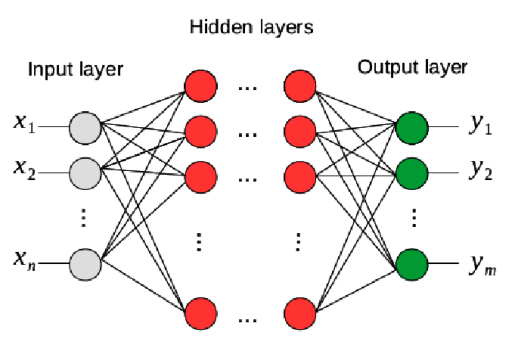 Hidden layers
Input layer
Output layer
x₁
y₁
x₂
y₂
xₙ
yₘ